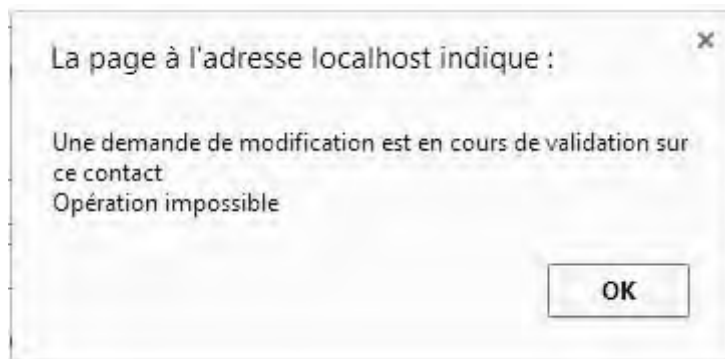 La page à l'adresse localhost indique :
Une demande de modification est en cours de validation sur
ce contact
Opération impossible
OK